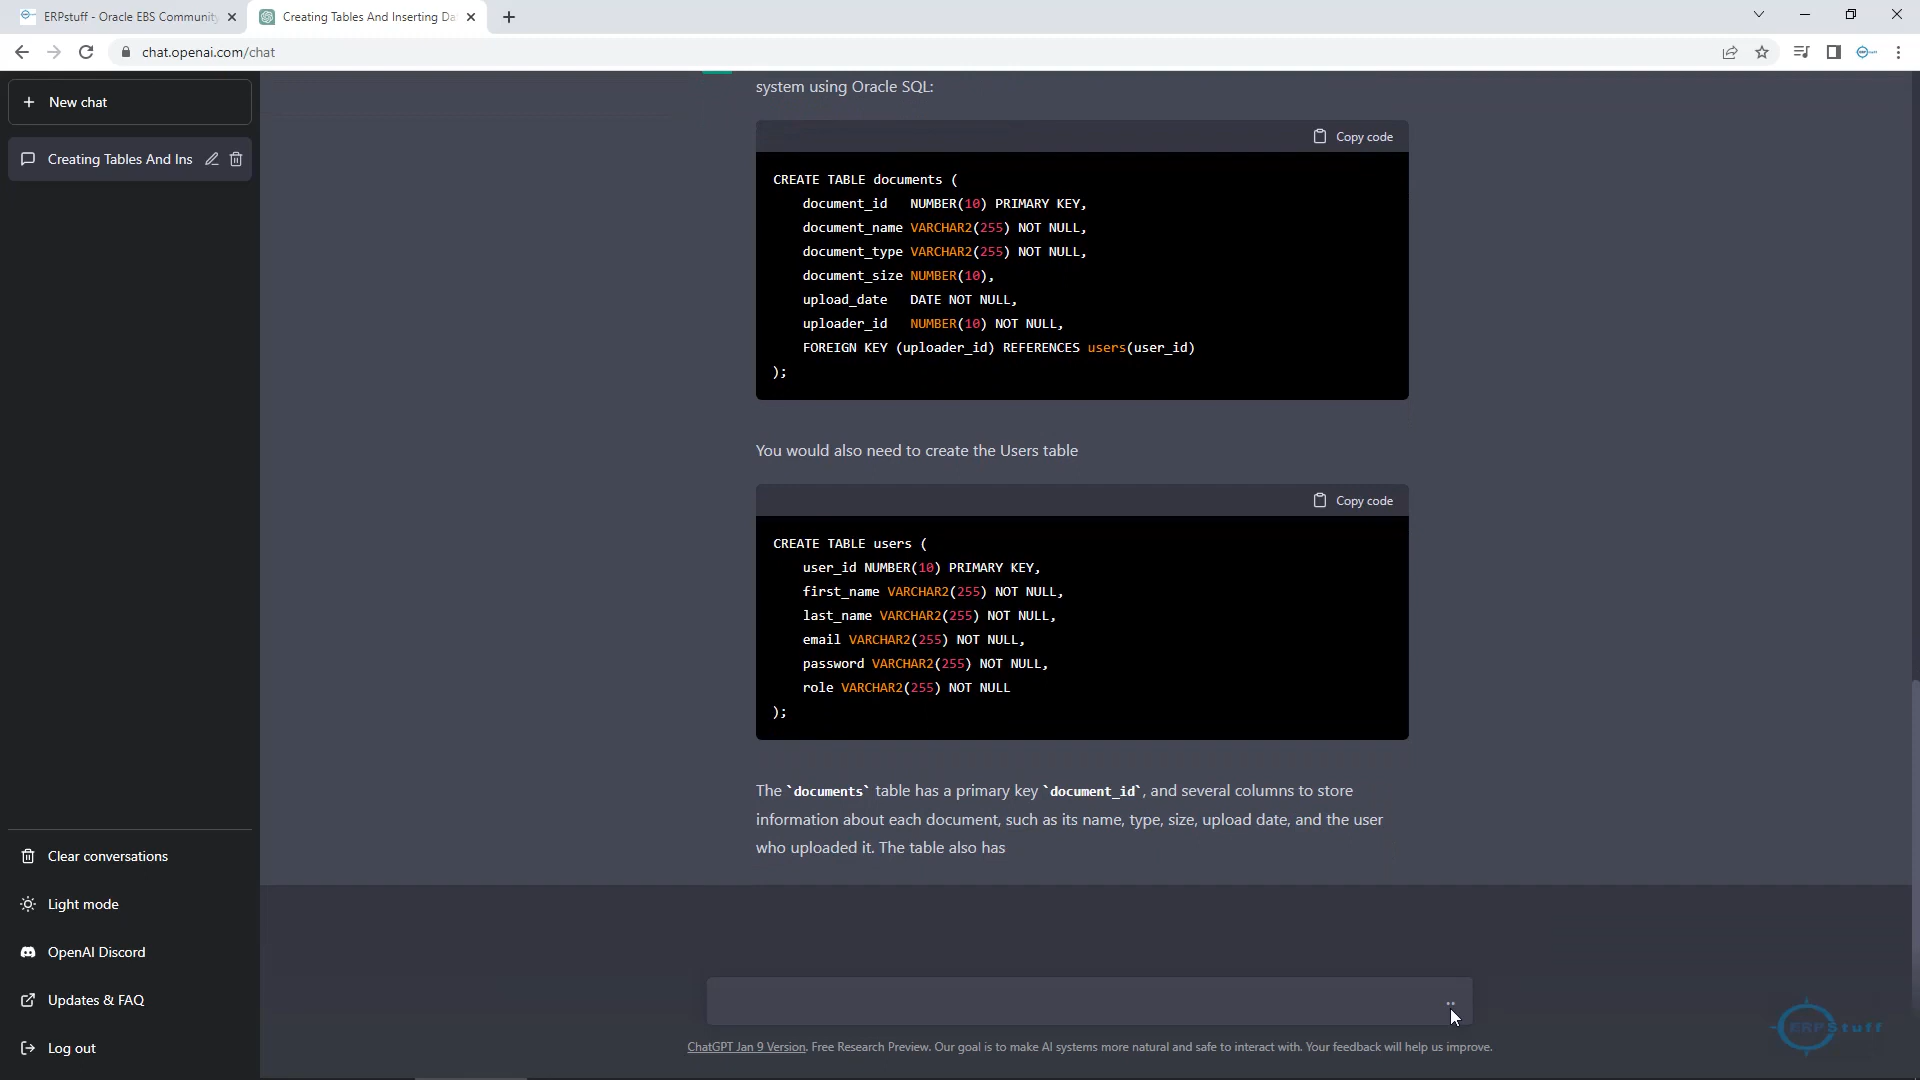 ERPstuff - Oracle EBS Community
Creating Tables And Inserting Da
chat.openai.com/chat
New chat
Creating Tables And Ins
Clear conversations
Light mode
OpenAI Discord
Updates & FAQ
Log out
system using Oracle SQL:
Copy code
CREATE TABLE documents (
document_id NUMBER(10) PRIMARY KEY,
document_name VARCHAR2(255) NOT NULL,
document_type VARCHAR2(255) NOT NULL,
document_size NUMBER(10),
upload_date DATE NOT NULL,
uploader_id NUMBER(10) NOT NULL,
FOREIGN KEY (uploader_id) REFERENCES users(user_id)
);
You would also need to create the Users table
Copy code
CREATE TABLE users (
user_id NUMBER(10) PRIMARY KEY,
first_name VARCHAR2(255) NOT NULL,
last_name VARCHAR2(255) NOT NULL,
email VARCHAR2(255) NOT NULL,
password VARCHAR2(255) NOT NULL,
role VARCHAR2(255) NOT NULL
);
The `documents` table has a primary key `document_id`, and several columns to store
information about each document, such as its name, type, size, upload date, and the user
who uploaded it. The table also has
ChatGPT Jan 9 Version. Free Research Preview. Our goal is to make AI systems more natural and safe to interact with. Your feedback will help us improve.
ERPStuff